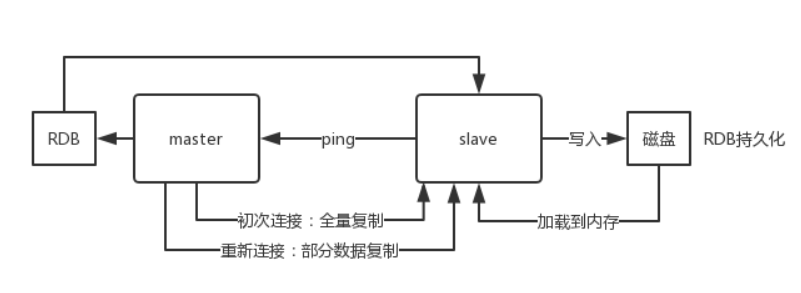 RDB
master
ping
slave
写入
磁盘
RDB持久化
初次连接：全量复制
加载到内存
重新连接：部分数据复制